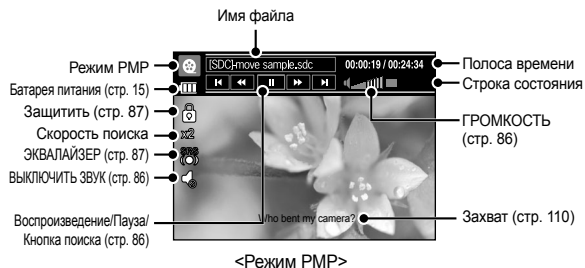 Имя файла
Режим PMP
[SDC]-move sample.sdc
00:00:19 / 00:24:34
Полоса времени
Батарея питания (стр. 15)
Строка состояния
Защитить (стр. 87)
ГРОМКОСТЬ
(стр. 86)
Скорость поиска
x2
ЭКВАЛАЙЗЕР (стр. 87)
SRS
ВЫКЛЮЧИТЬ ЗВУК (стр. 86)
Воспроизведение/Пауза/
Кнопка поиска (стр. 86)
Who bent my camera?
Захват (стр. 110)
<Режим PMP>